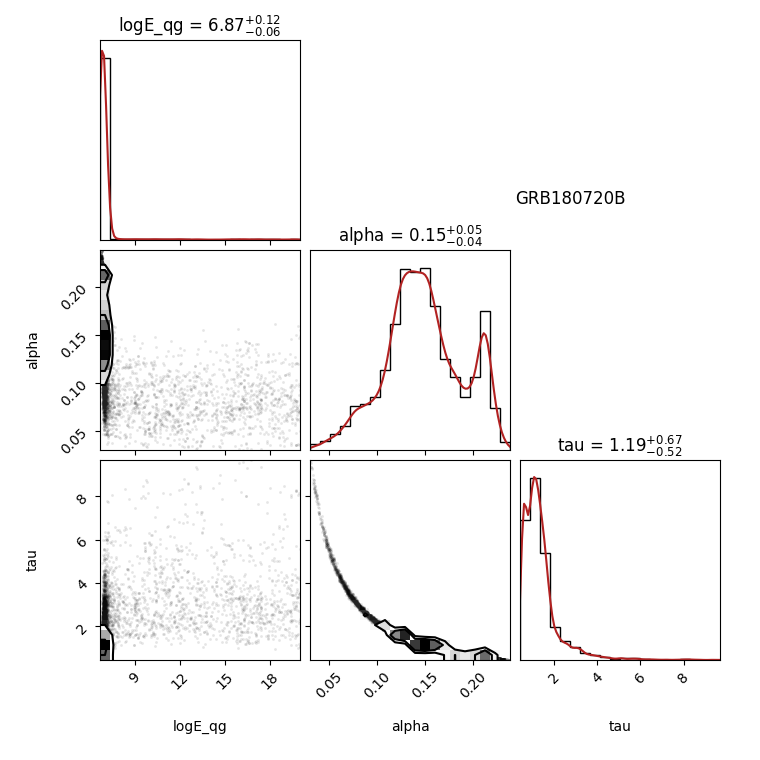 logE_qg = 6.87^{+0.12}_{-0.06}
GRB180720B
alpha = 0.15^{+0.05}_{-0.04}
0.20
0.15
0.10
0.05
alpha
tau = 1.19^{+0.67}_{-0.52}
8
6
4
2
tau
9 12 15 18
0.05 0.10 0.15 0.20
2 4 6 8
logE_qg alpha tau